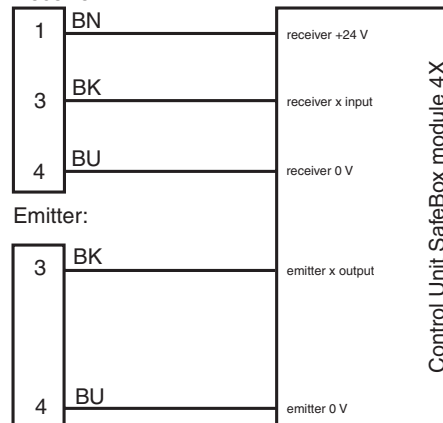 1 BN receiver +24 V
3 BK receiver x input
4 BU receiver 0 V
Emitter:
3 BK emitter x output
4 BU emitter 0 V
Control Unit SafeBox module 4X